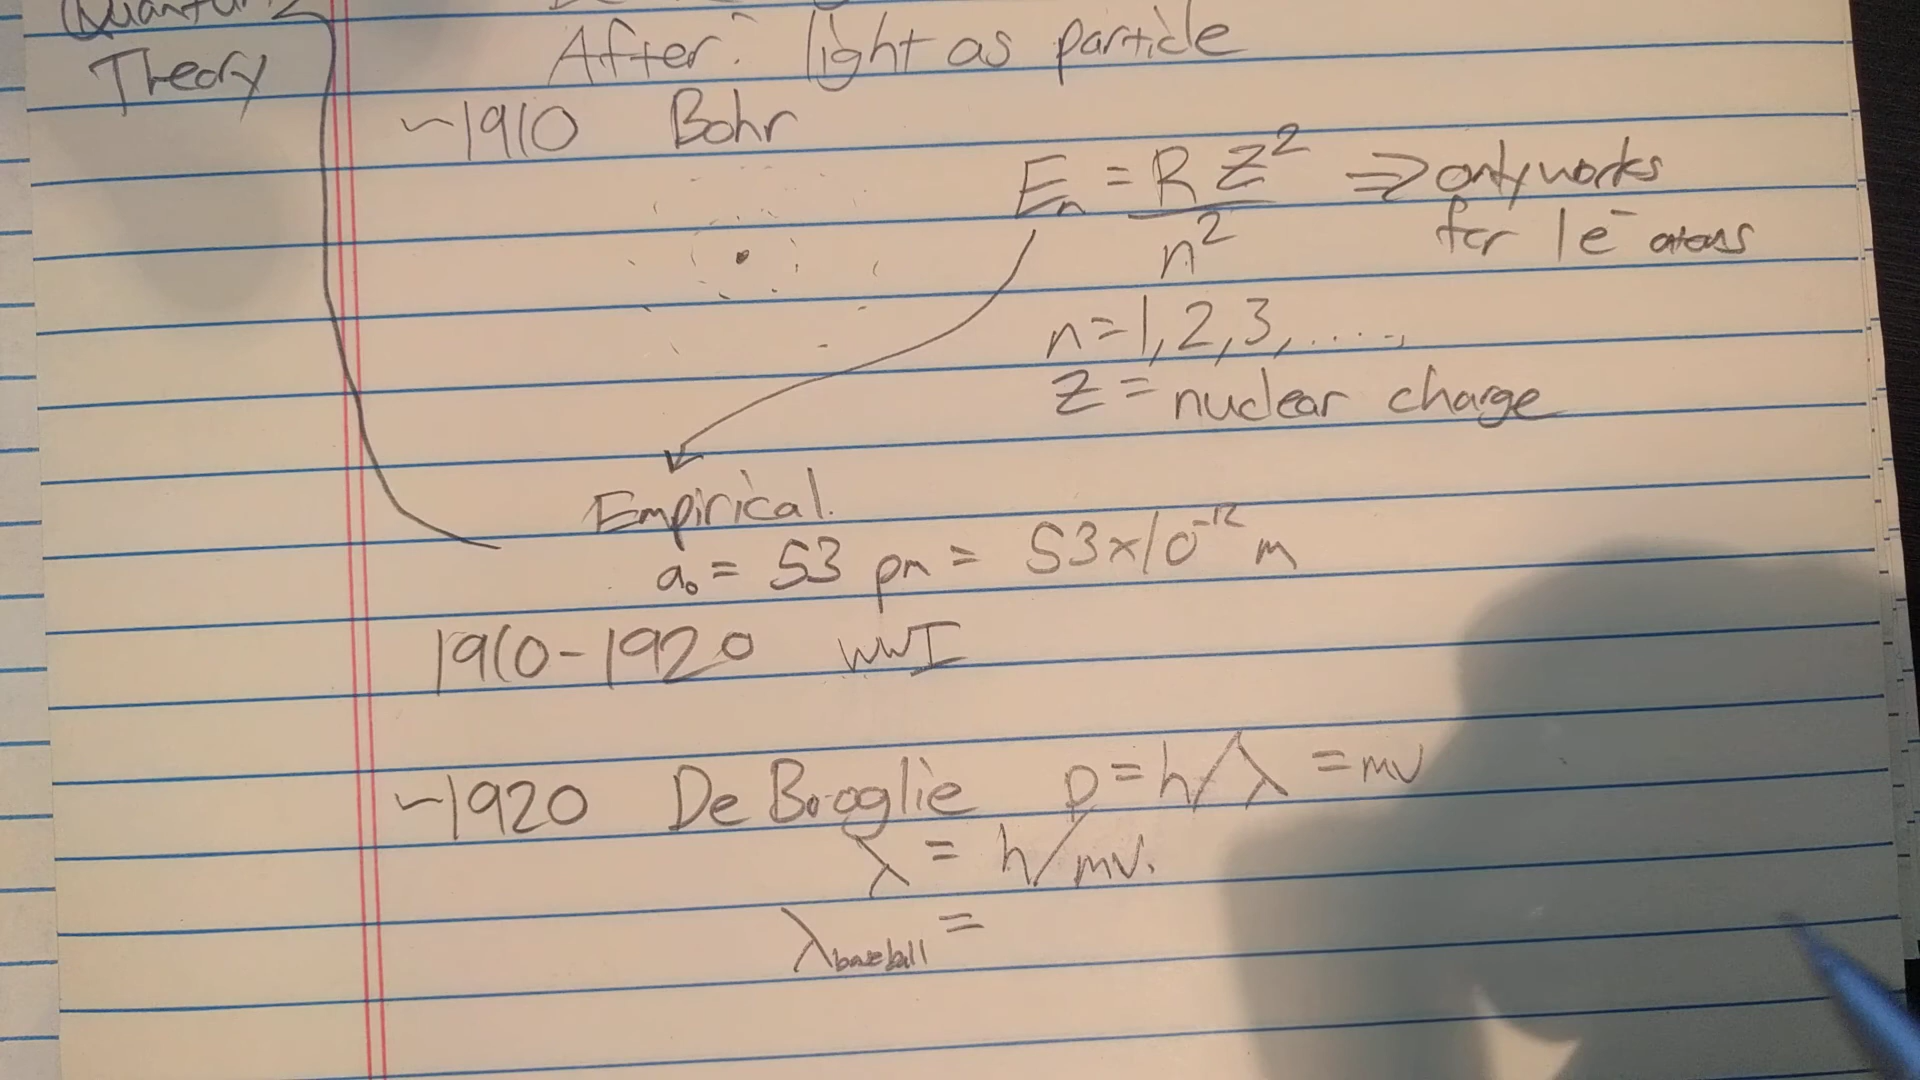 Quantum
Theory
After: light as particle
~1910 Bohr
Eₙ = R Z² / n² ⇒ only works
for 1e⁻ atoms
n=1,2,3,.....,
Z = nuclear charge
Empirical.
a₀ = 53 pm = 53×10⁻¹² m
1910-1920 WWI
~1920 De Broglie p=h/λ = mv
λ = h/mv.
λbaseball =